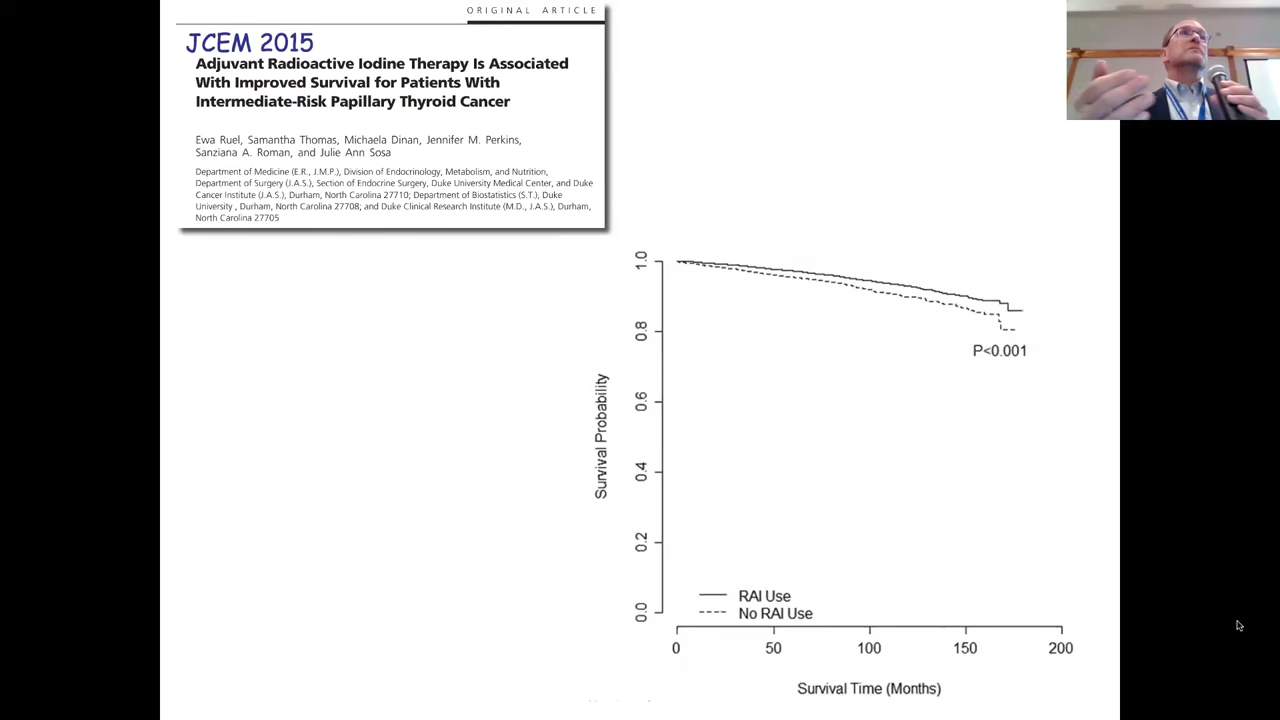 ORIGINAL ARTICLE
JCEM 2015
Adjuvant Radioactive Iodine Therapy Is Associated
With Improved Survival for Patients With
Intermediate-Risk Papillary Thyroid Cancer
Ewa Ruel, Samantha Thomas, Michaela Dinan, Jennifer M. Perkins,
Sanziana A. Roman, and Julie Ann Sosa
Department of Medicine (E.R., J.M.P.), Division of Endocrinology, Metabolism, and Nutrition,
Department of Surgery (J.A.S.), Section of Endocrine Surgery, Duke University Medical Center, and Duke
Cancer Institute (J.A.S.), Durham, North Carolina 27710; Department of Biostatistics (S.T.), Duke
University , Durham, North Carolina 27708; and Duke Clinical Research Institute (M.D., J.A.S.), Durham,
North Carolina 27705
Survival Probability
1.0
0.8
0.6
0.4
0.2
0.0
P<0.001
RAI Use
No RAI Use
0 50 100 150 200
Survival Time (Months)